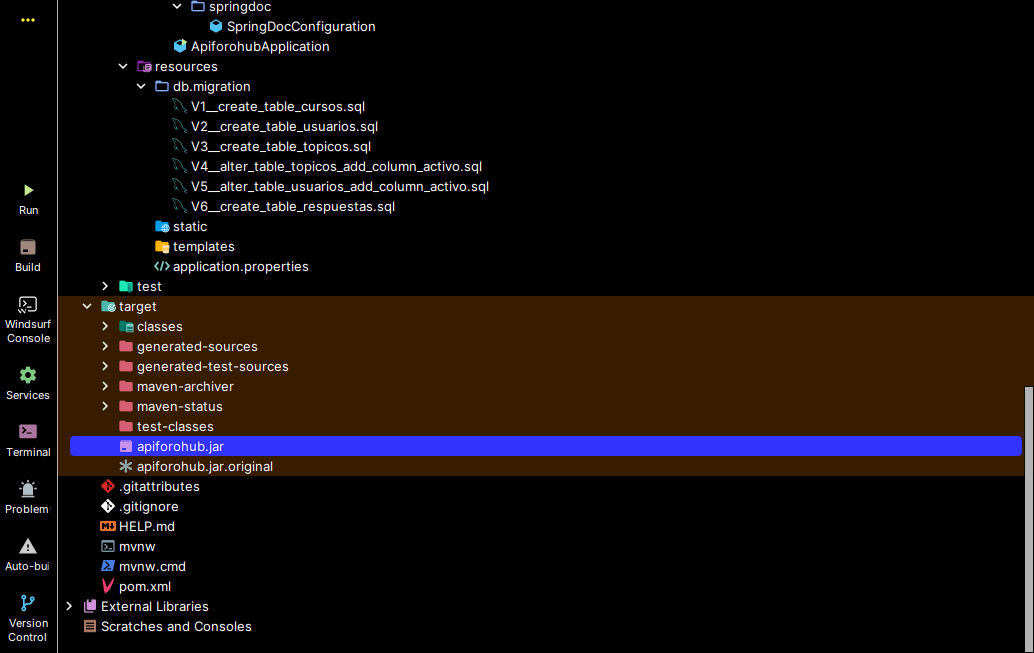 springdoc
SpringDocConfiguration
ApiforohubApplication
resources
db.migration
V1__create_table_cursos.sql
V2__create_table_usuarios.sql
V3__create_table_topicos.sql
V4__alter_table_topicos_add_column_activo.sql
V5__alter_table_usuarios_add_column_activo.sql
V6__create_table_respuestas.sql
static
templates
application.properties
test
target
classes
generated-sources
generated-test-sources
maven-archiver
maven-status
test-classes
apiforohub.jar
apiforohub.jar.original
.gitattributes
.gitignore
HELP.md
mvnw
mvnw.cmd
pom.xml
External Libraries
Scratches and Consoles
Run
Build
Windsurf
Console
Services
Terminal
Problem
Auto-bui
Version
Control